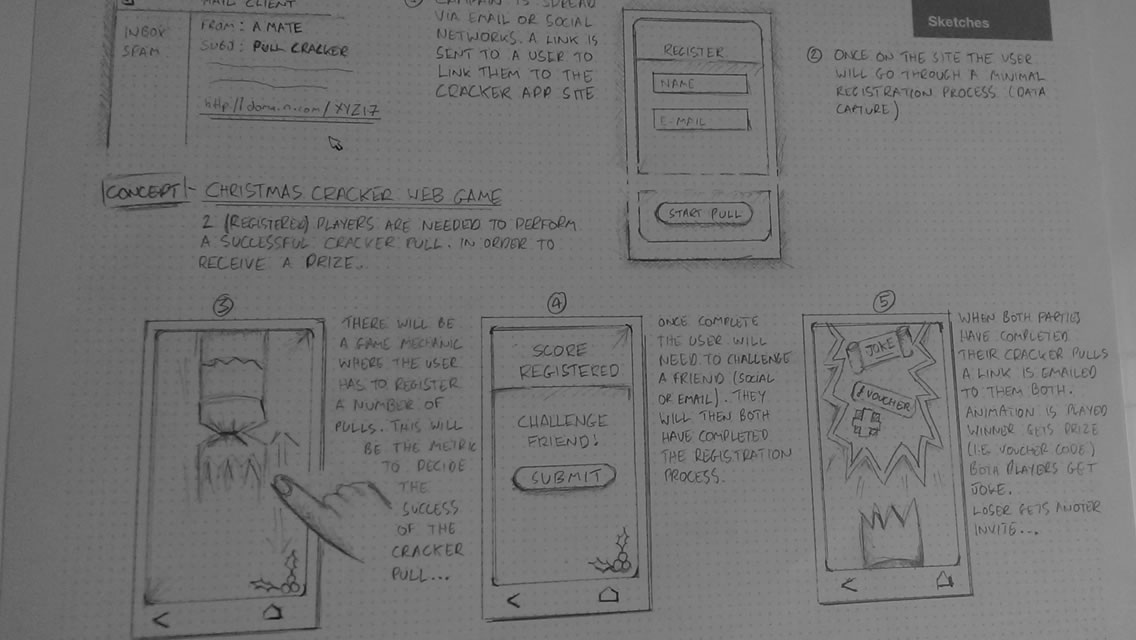 MAIL CLIENT
INBOX
SPAM
FROM: A MATE
SUBJ: PULL CRACKER
http://domain.com/XYZ17
① CAMPAIGN IS SPREAD
VIA EMAIL OR SOCIAL
NETWORKS. A LINK IS
SENT TO A USER TO
LINK THEM TO THE
CRACKER APP SITE
REGISTER
NAME
E-MAIL
START PULL
Sketches
② ONCE ON THE SITE THE USER
WILL GO THROUGH A MINIMAL
REGISTRATION PROCESS (DATA
CAPTURE)
CONCEPT - CHRISTMAS CRACKER WEB GAME
2 (REGISTERED) PLAYERS ARE NEEDED TO PERFORM
A SUCCESSFUL CRACKER PULL. IN ORDER TO
RECEIVE A PRIZE..
③
THERE WILL BE
A GAME MECHANIC
WHERE THE USER
HAS TO REGISTER
A NUMBER OF
PULLS. THIS WILL
BE THE METRIC
TO DECIDE
THE
SUCCESS
OF THE
CRACKER
PULL...
④
SCORE
REGISTERED
CHALLENGE
FRIEND!
SUBMIT
ONCE COMPLETE
THE USER WILL
NEED TO CHALLENGE
A FRIEND (SOCIAL
OR EMAIL). THEY
WILL THEN BOTH
HAVE COMPLETED
THE REGISTRATION
PROCESS.
⑤
JOKE
VOUCHER
WHEN BOTH PARTIES
HAVE COMPLETED
THEIR CRACKER PULLS
A LINK IS EMAILED
TO THEM BOTH.
ANIMATION IS PLAYED
WINNER GETS PRIZE
(I.E VOUCHER CODE)
BOTH PLAYERS GET
JOKE.
LOSER GETS ANOTER
INVITE...